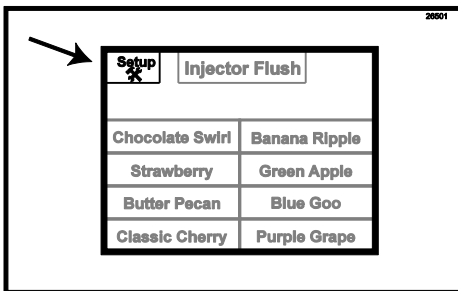 26501
Setup
Injector Flush
Chocolate Swirl Banana Ripple
Strawberry Green Apple
Butter Pecan Blue Goo
Classic Cherry Purple Grape